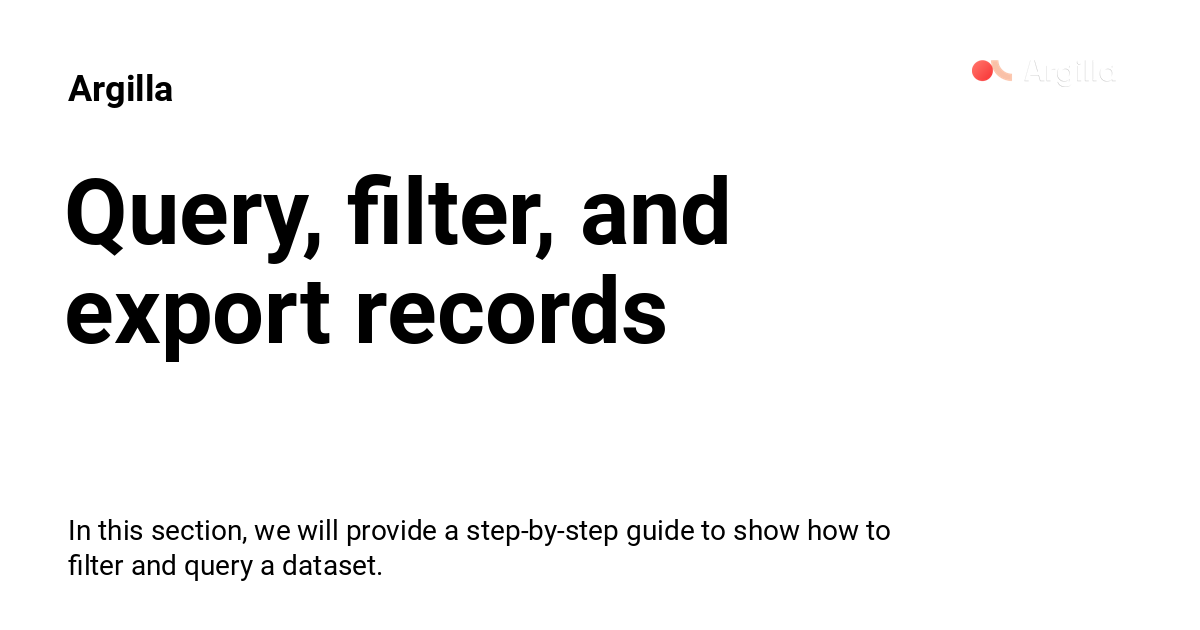 Argilla
Argilla
Query, filter, and
export records
In this section, we will provide a step-by-step guide to show how to
filter and query a dataset.